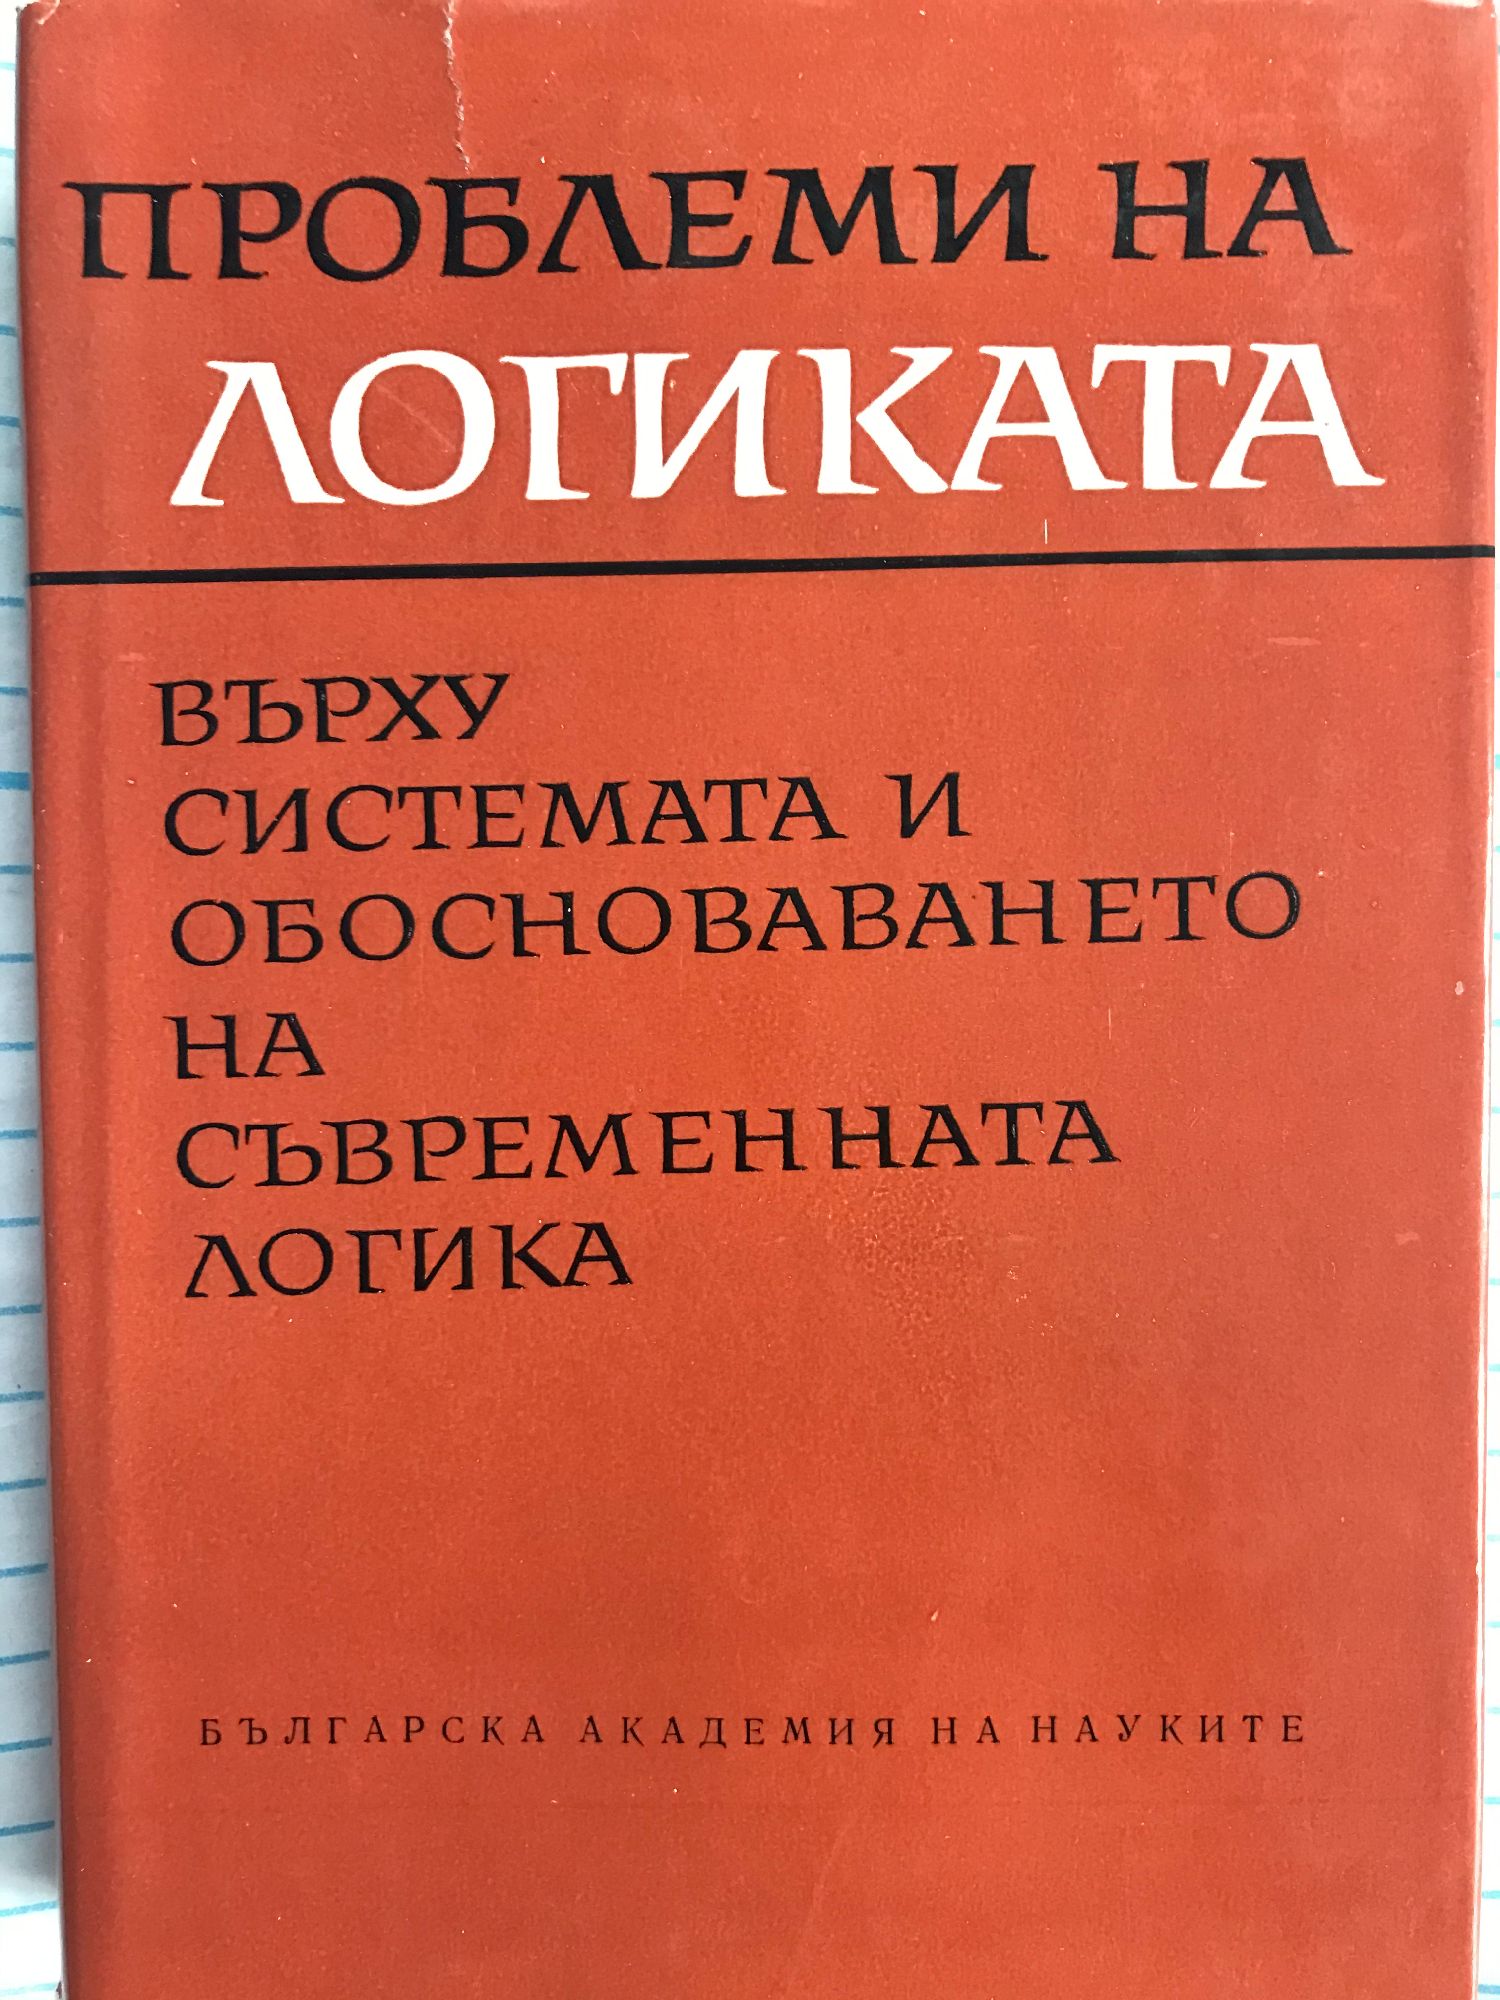 ПРОБЛЕМИ НА
ЛОГИКАТА
ВЪРХУ
СИСТЕМАТА И
ОБОСНОВАВАНЕТО
НА
СЪВРЕМЕННАТА
ЛОГИКА
БЪЛГАРСКА АКАДЕМИЯ НА НАУКИТЕ